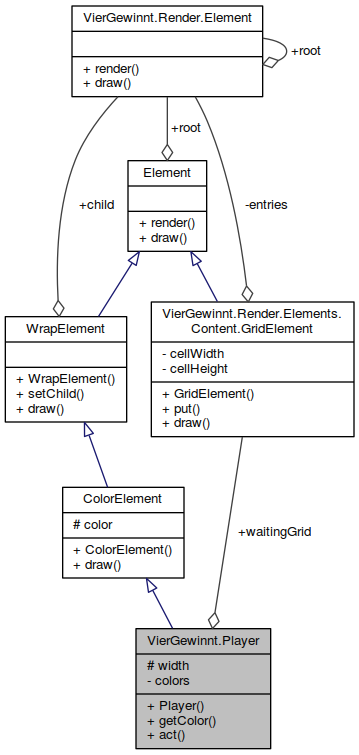 VierGewinnt.Render.Element
+ render()
+ draw()
+root
+root
Element
+ render()
+ draw()
+child
-entries
WrapElement
+ WrapElement()
+ setChild()
+ draw()
VierGewinnt.Render.Elements.
Content.GridElement
- cellWidth
- cellHeight
+ GridElement()
+ put()
+ draw()
ColorElement
# color
+ ColorElement()
+ draw()
+waitingGrid
VierGewinnt.Player
# width
- colors
+ Player()
+ getColor()
+ act()